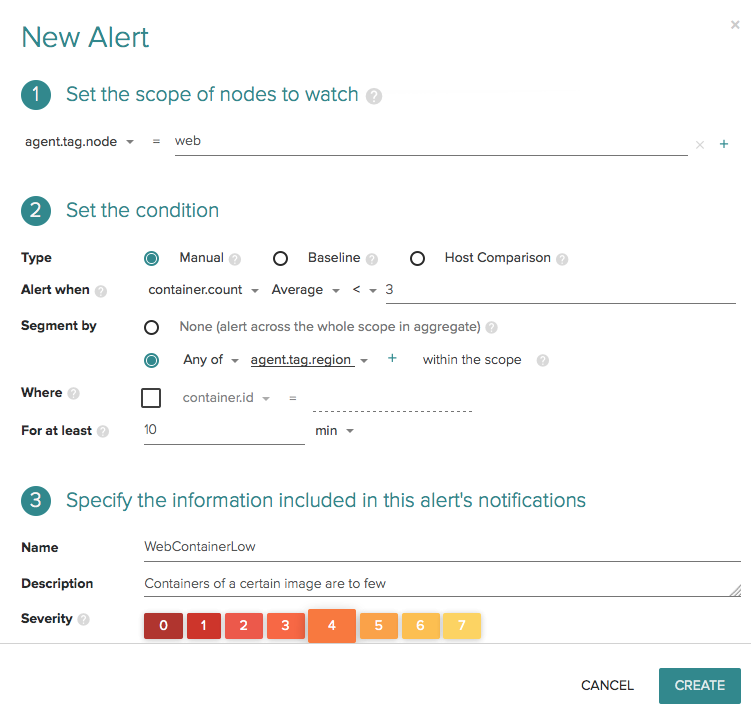 New Alert ×
1 Set the scope of nodes to watch ?
agent.tag.node = web × +
2 Set the condition
Type Manual ? Baseline ? Host Comparison ?
Alert when ? container.count Average < 3
Segment by None (alert across the whole scope in aggregate) ?
Any of agent.tag.region + within the scope ?
Where ? container.id =
For at least ? 10 min
3 Specify the information included in this alert's notifications
Name WebContainerLow
Description Containers of a certain image are to few
Severity ? 0 1 2 3 4 5 6 7
CANCEL CREATE